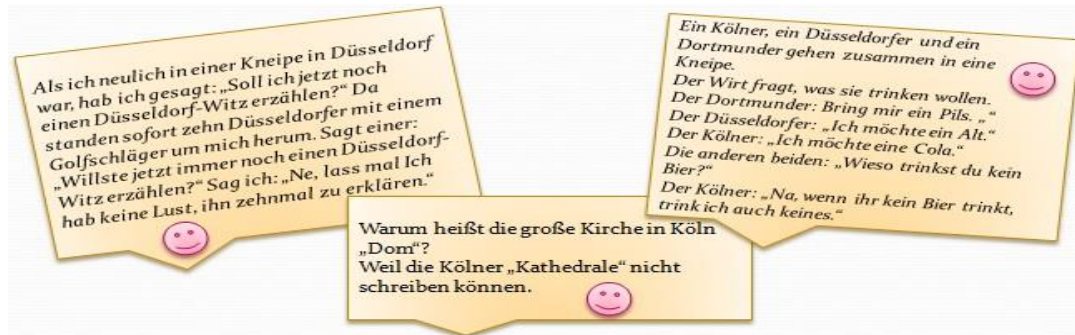 Als ich neulich in einer Kneipe in Düsseldorf
war, hab ich gesagt: „Soll ich jetzt noch
einen Düsseldorf-Witz erzählen?“ Da
standen sofort zehn Düsseldorfer mit einem
Golfschläger um mich herum. Sagt einer:
„Willste jetzt immer noch einen Düsseldorf-
Witz erzählen?“ Sag ich: „Ne, lass mal Ich
hab keine Lust, ihn zehnmal zu erklären.“
Warum heißt die große Kirche in Köln
„Dom“?
Weil die Kölner „Kathedrale“ nicht
schreiben können.
Ein Kölner, ein Düsseldorfer und ein
Dortmunder gehen zusammen in eine
Kneipe.
Der Wirt fragt, was sie trinken wollen.
Der Dortmunder: Bring mir ein Pils. „“
Der Düsseldorfer: „Ich möchte ein Alt.“
Der Kölner: „Ich möchte eine Cola.“
Die anderen beiden: „Wieso trinkst du kein
Bier?“
Der Kölner: „Na, wenn ihr kein Bier trinkt,
trink ich auch keines.“